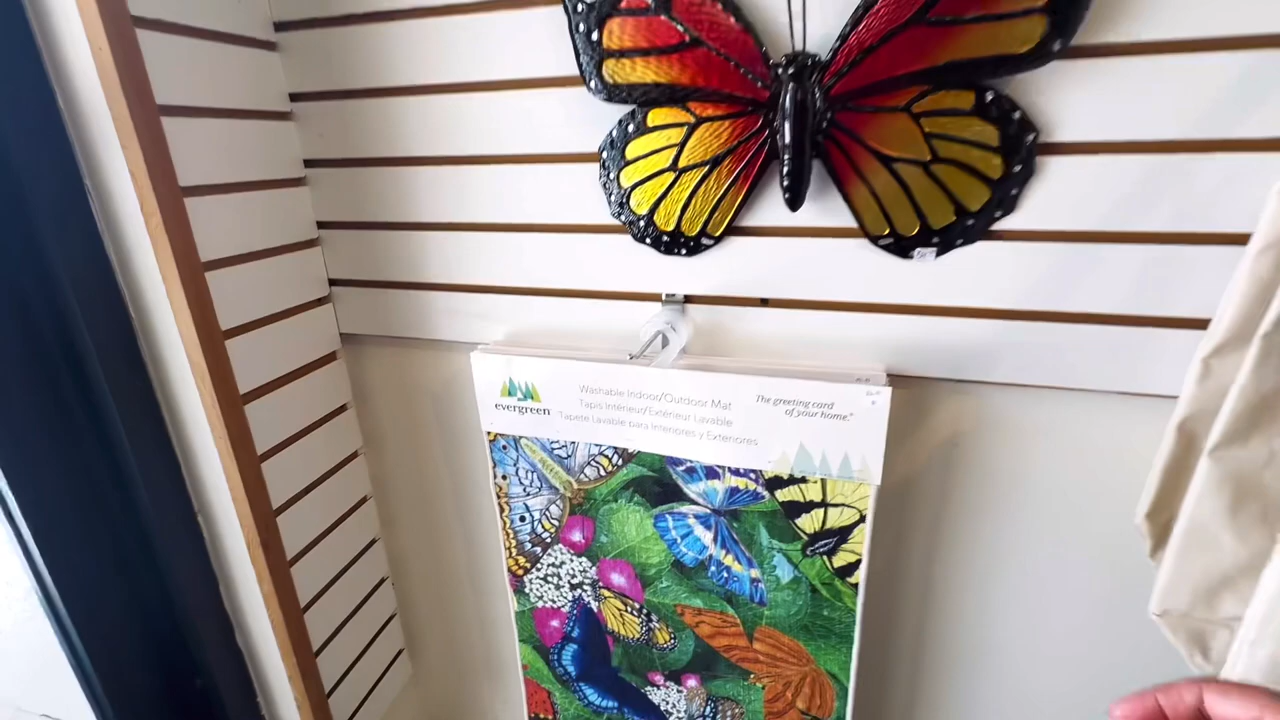 evergreen
Washable Indoor/Outdoor Mat
Tapis Intérieur/Extérieur Lavable
Tapete Lavable para Interiores y Exteriores
The greeting card
of your home.®